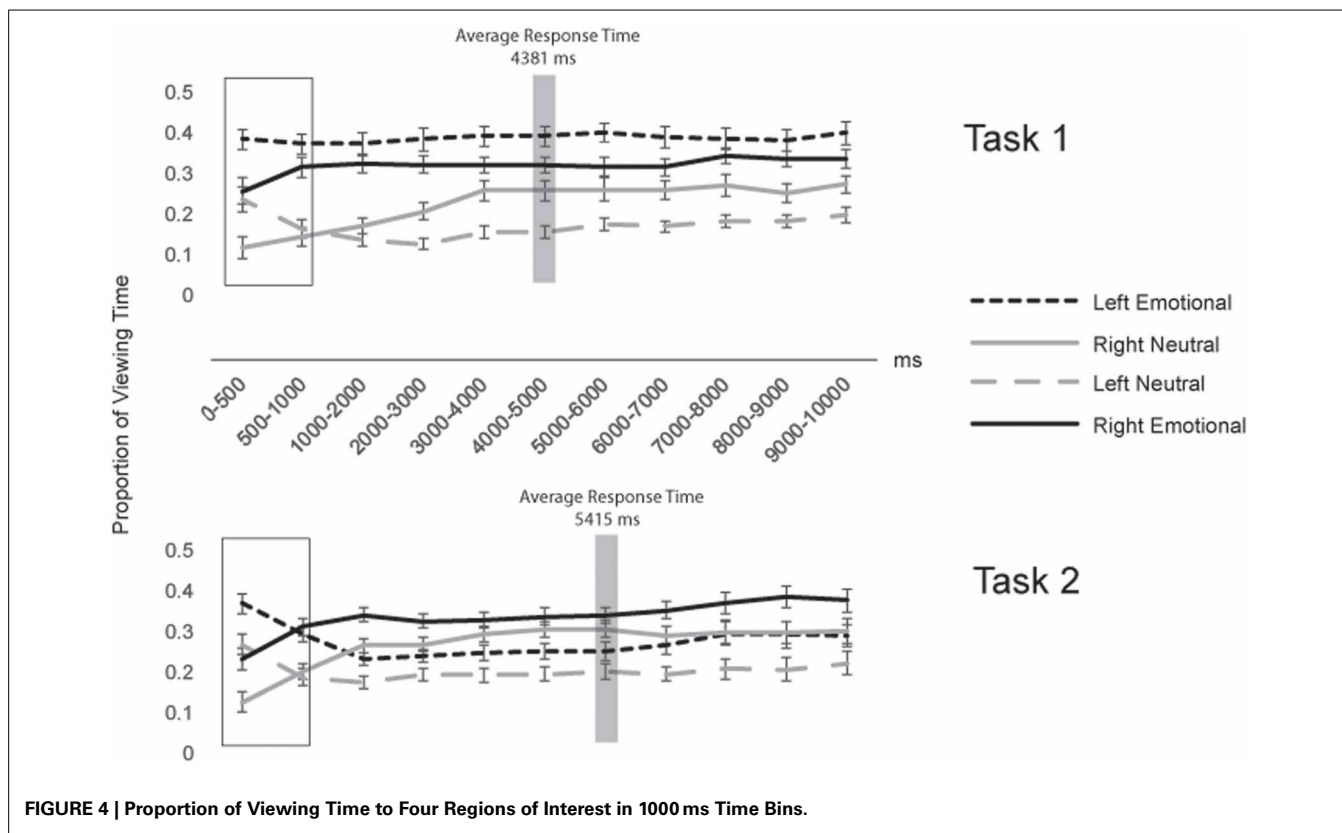 Average Response Time
4381 ms
0.5
0.4
0.3
0.2
0.1
0
Task 1
Proportion of Viewing Time
Left Emotional
Right Neutral
Left Neutral
Right Emotional
ms
0-500
500-1000
1000-2000
2000-3000
3000-4000
4000-5000
5000-6000
6000-7000
7000-8000
8000-9000
9000-10000
Average Response Time
5415 ms
0.5
0.4
0.3
0.2
0.1
0
Task 2
FIGURE 4 | Proportion of Viewing Time to Four Regions of Interest in 1000 ms Time Bins.